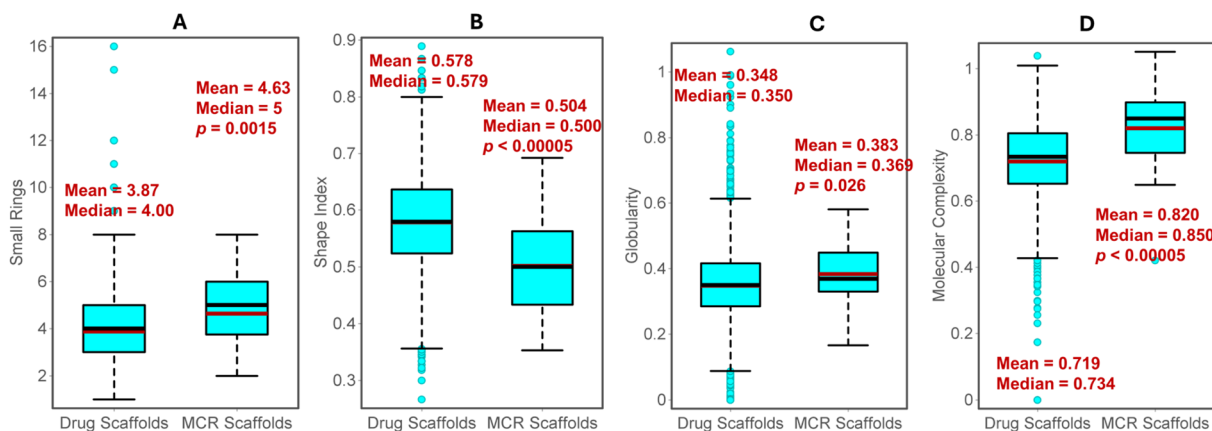 A
Small Rings
16
14
12
10
8
6
4
2
Mean = 4.63
Median = 5
p = 0.0015
Mean = 3.87
Median = 4.00
Drug Scaffolds MCR Scaffolds
B
Shape Index
0.9
0.8
0.7
0.6
0.5
0.4
0.3
Mean = 0.578
Median = 0.579
Mean = 0.504
Median = 0.500
p < 0.00005
Drug Scaffolds MCR Scaffolds
C
Globularity
1
0.8
0.6
0.4
0.2
0
Mean = 0.348
Median = 0.350
Mean = 0.383
Median = 0.369
p = 0.026
Drug Scaffolds MCR Scaffolds
D
Molecular Complexity
1
0.8
0.6
0.4
0.2
0
Mean = 0.820
Median = 0.850
p < 0.00005
Mean = 0.719
Median = 0.734
Drug Scaffolds MCR Scaffolds